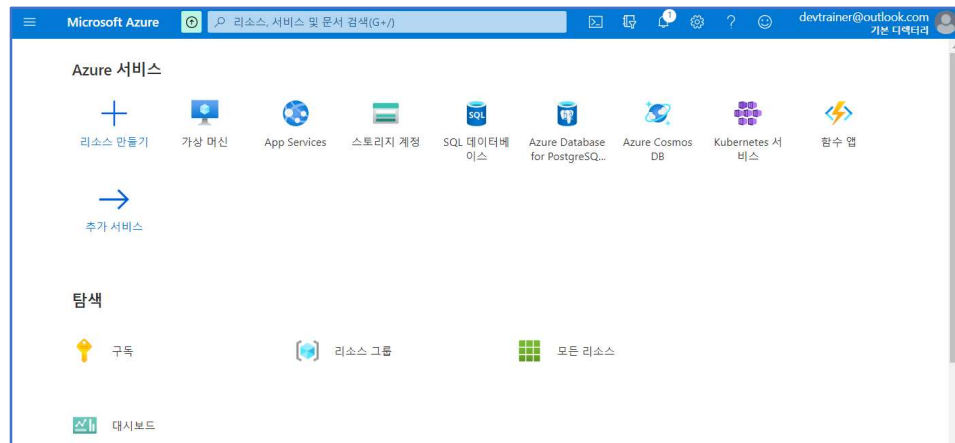 Microsoft Azure
리소스, 서비스 및 문서 검색(G+/)
1
devtrainer@outlook.com
기본 디렉터리
Azure 서비스
리소스 만들기
가상 머신
App Services
스토리지 계정
SQL
SQL 데이터베
이스
Azure Database
for PostgreSQ...
Azure Cosmos
DB
Kubernetes 서
비스
함수 앱
추가 서비스
탐색
구독
리소스 그룹
모든 리소스
대시보드